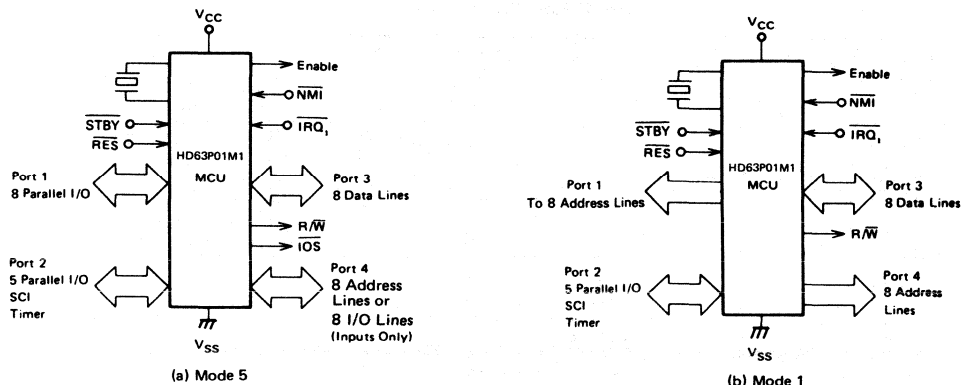 VCC
Enable
NMI
STBY
IRQ1
RES
HD63P01M1
MCU
Port 1
8 Parallel I/O
Port 3
8 Data Lines
R/W
IOS
Port 2
5 Parallel I/O
SCI
Timer
Port 4
8 Address
Lines or
8 I/O Lines
(Inputs Only)
VSS
(a) Mode 5
VCC
Enable
NMI
STBY
IRQ1
RES
HD63P01M1
MCU
Port 1
To 8 Address Lines
Port 3
8 Data Lines
R/W
Port 2
5 Parallel I/O
SCI
Timer
Port 4
8 Address
Lines
VSS
(b) Mode 1